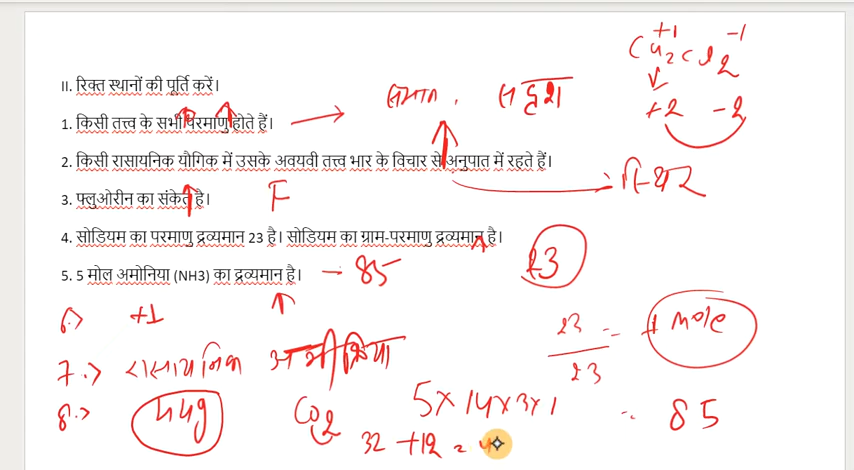 II. रिक्त स्थानों की पूर्ति करें।
+1 -1
Cu2Cl2
+2 -2
1. किसी तत्त्व के सभी परमाणु होते हैं।
समान, सदृश
2. किसी रासायनिक यौगिक में उसके अवयवी तत्त्व भार के विचार से अनुपात में रहते हैं।
स्थिर
3. फ्लुओरीन का संकेत है।
F
4. सोडियम का परमाणु द्रव्यमान 23 है। सोडियम का ग्राम-परमाणु द्रव्यमान है।
23
5. 5 मोल अमोनिया (NH3) का द्रव्यमान है।
- 85
6.> +1
23/23 = 1 mole
7.> रासायनिक अभीक्रिया
8.> 44g
CO2
5×14×3×1 = 85
32 +12 =